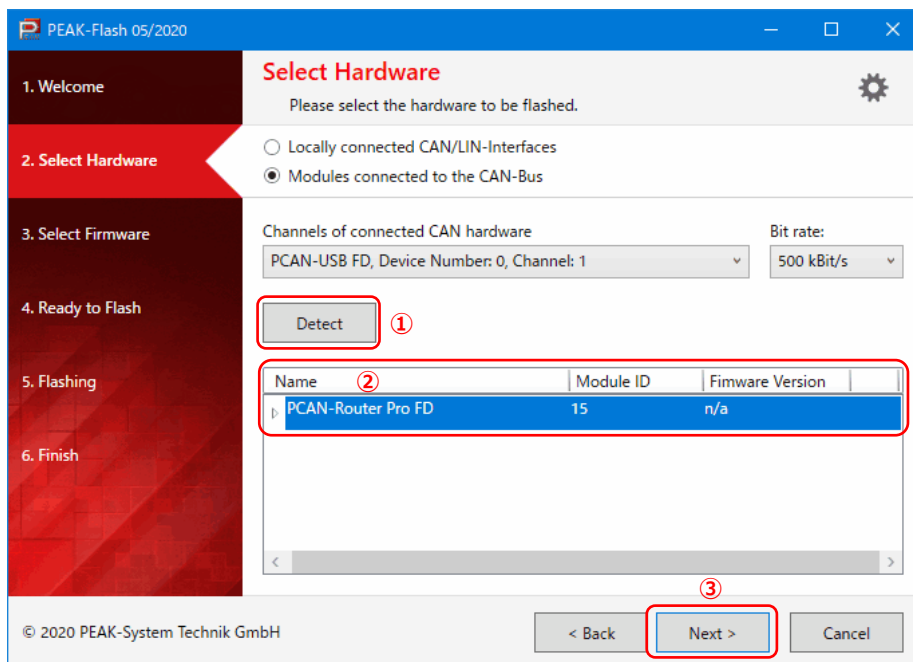 PEAK-Flash 05/2020
1. Welcome
2. Select Hardware
3. Select Firmware
4. Ready to Flash
5. Flashing
6. Finish
Select Hardware
Please select the hardware to be flashed.
Locally connected CAN/LIN-Interfaces
Modules connected to the CAN-Bus
Channels of connected CAN hardware Bit rate:
PCAN-USB FD, Device Number: 0, Channel: 1 500 kBit/s
Detect ①
Name ② Module ID Fimware Version
PCAN-Router Pro FD 15 n/a
③
© 2020 PEAK-System Technik GmbH < Back Next > Cancel